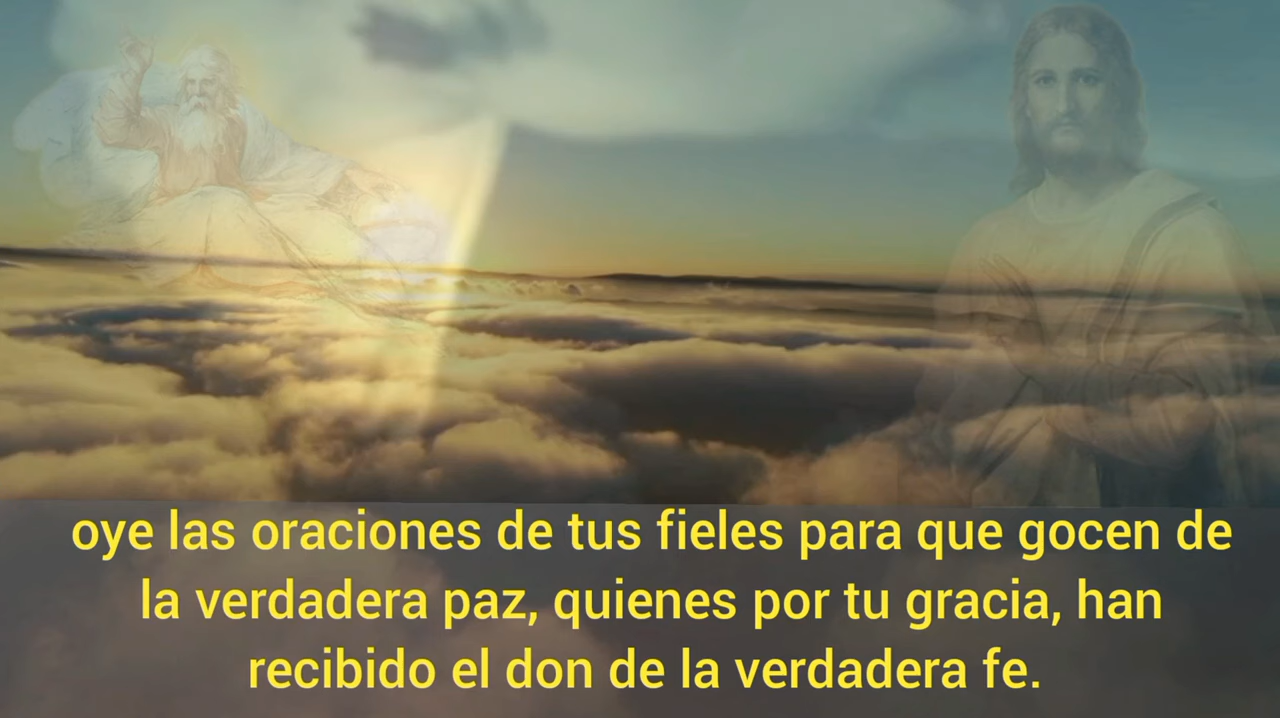 oye las oraciones de tus fieles para que gocen de
la verdadera paz, quienes por tu gracia, han
recibido el don de la verdadera fe.